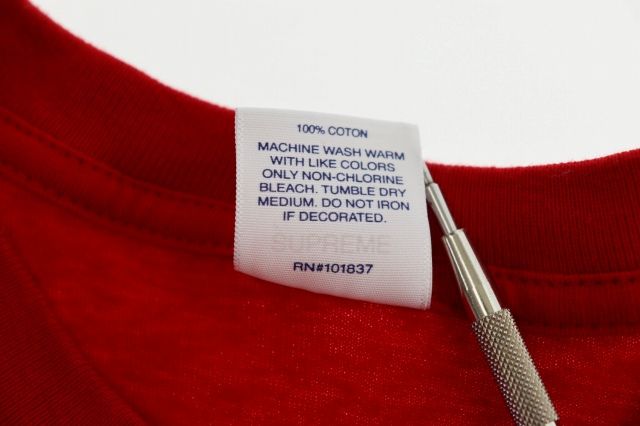 100% COTON
MACHINE WASH WARM
WITH LIKE COLORS
ONLY NON-CHLORINE
BLEACH. TUMBLE DRY
MEDIUM. DO NOT IRON
IF DECORATED.
SUPREME
RN#101837